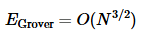 E_Grover = O(N^{3/2})